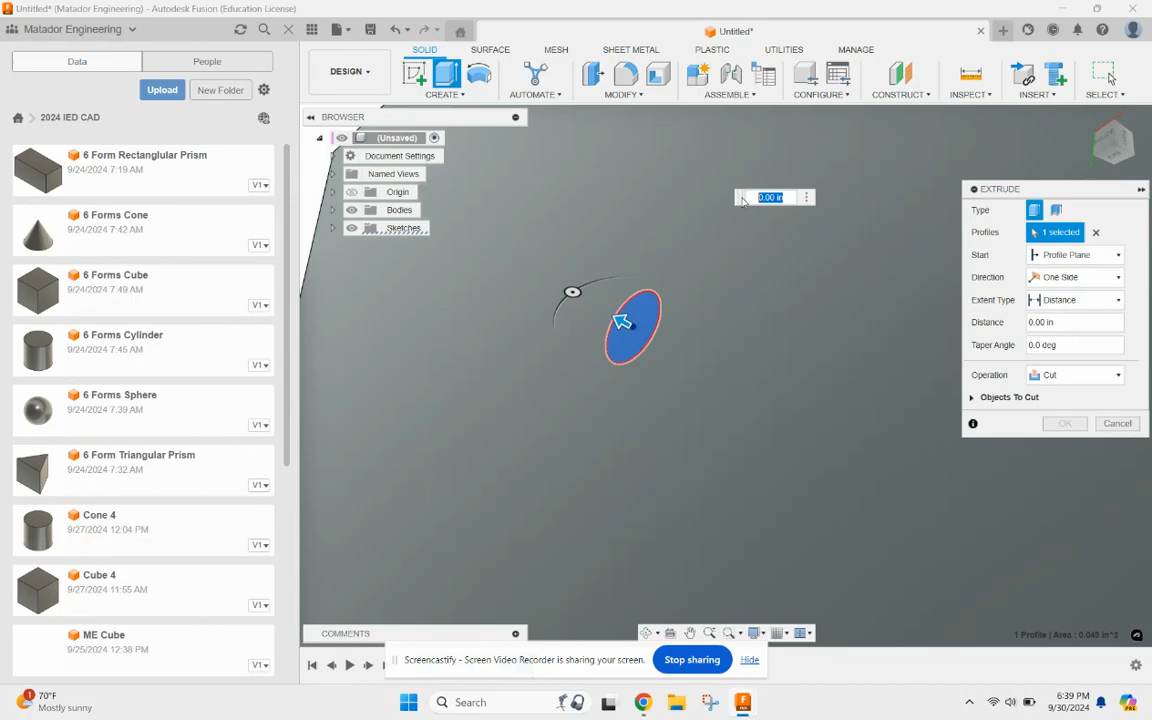 Untitled* (Matador Engineering) - Autodesk Fusion (Education License)
Matador Engineering
Untitled*
Data
People
Upload
New Folder
2024 IED CAD
6 Form Rectanglular Prism
9/24/2024 7:19 AM
V1
6 Forms Cone
9/24/2024 7:42 AM
V1
6 Forms Cube
9/24/2024 7:49 AM
V1
6 Forms Cylinder
9/24/2024 7:45 AM
V1
6 Forms Sphere
9/24/2024 7:39 AM
V1
6 Form Triangular Prism
9/24/2024 7:32 AM
V1
Cone 4
9/27/2024 12:04 PM
V1
Cube 4
9/27/2024 11:55 AM
V1
ME Cube
9/25/2024 12:38 PM
V1
DESIGN
SOLID
SURFACE
MESH
SHEET METAL
PLASTIC
UTILITIES
MANAGE
CREATE
AUTOMATE
MODIFY
ASSEMBLE
CONFIGURE
CONSTRUCT
INSPECT
INSERT
SELECT
BROWSER
(Unsaved)
Document Settings
Named Views
Origin
Bodies
Sketches
0.00 in
EXTRUDE
Type
Profiles
1 selected
Start
Profile Plane
Direction
One Side
Extent Type
Distance
Distance
0.00 in
Taper Angle
0.0 deg
Operation
Cut
Objects To Cut
OK
Cancel
COMMENTS
1 Profile | Area : 0.049 in^2
Screencastify - Screen Video Recorder is sharing your screen.
Stop sharing
Hide
1
70°F
Mostly sunny
Search
6:39 PM
9/30/2024